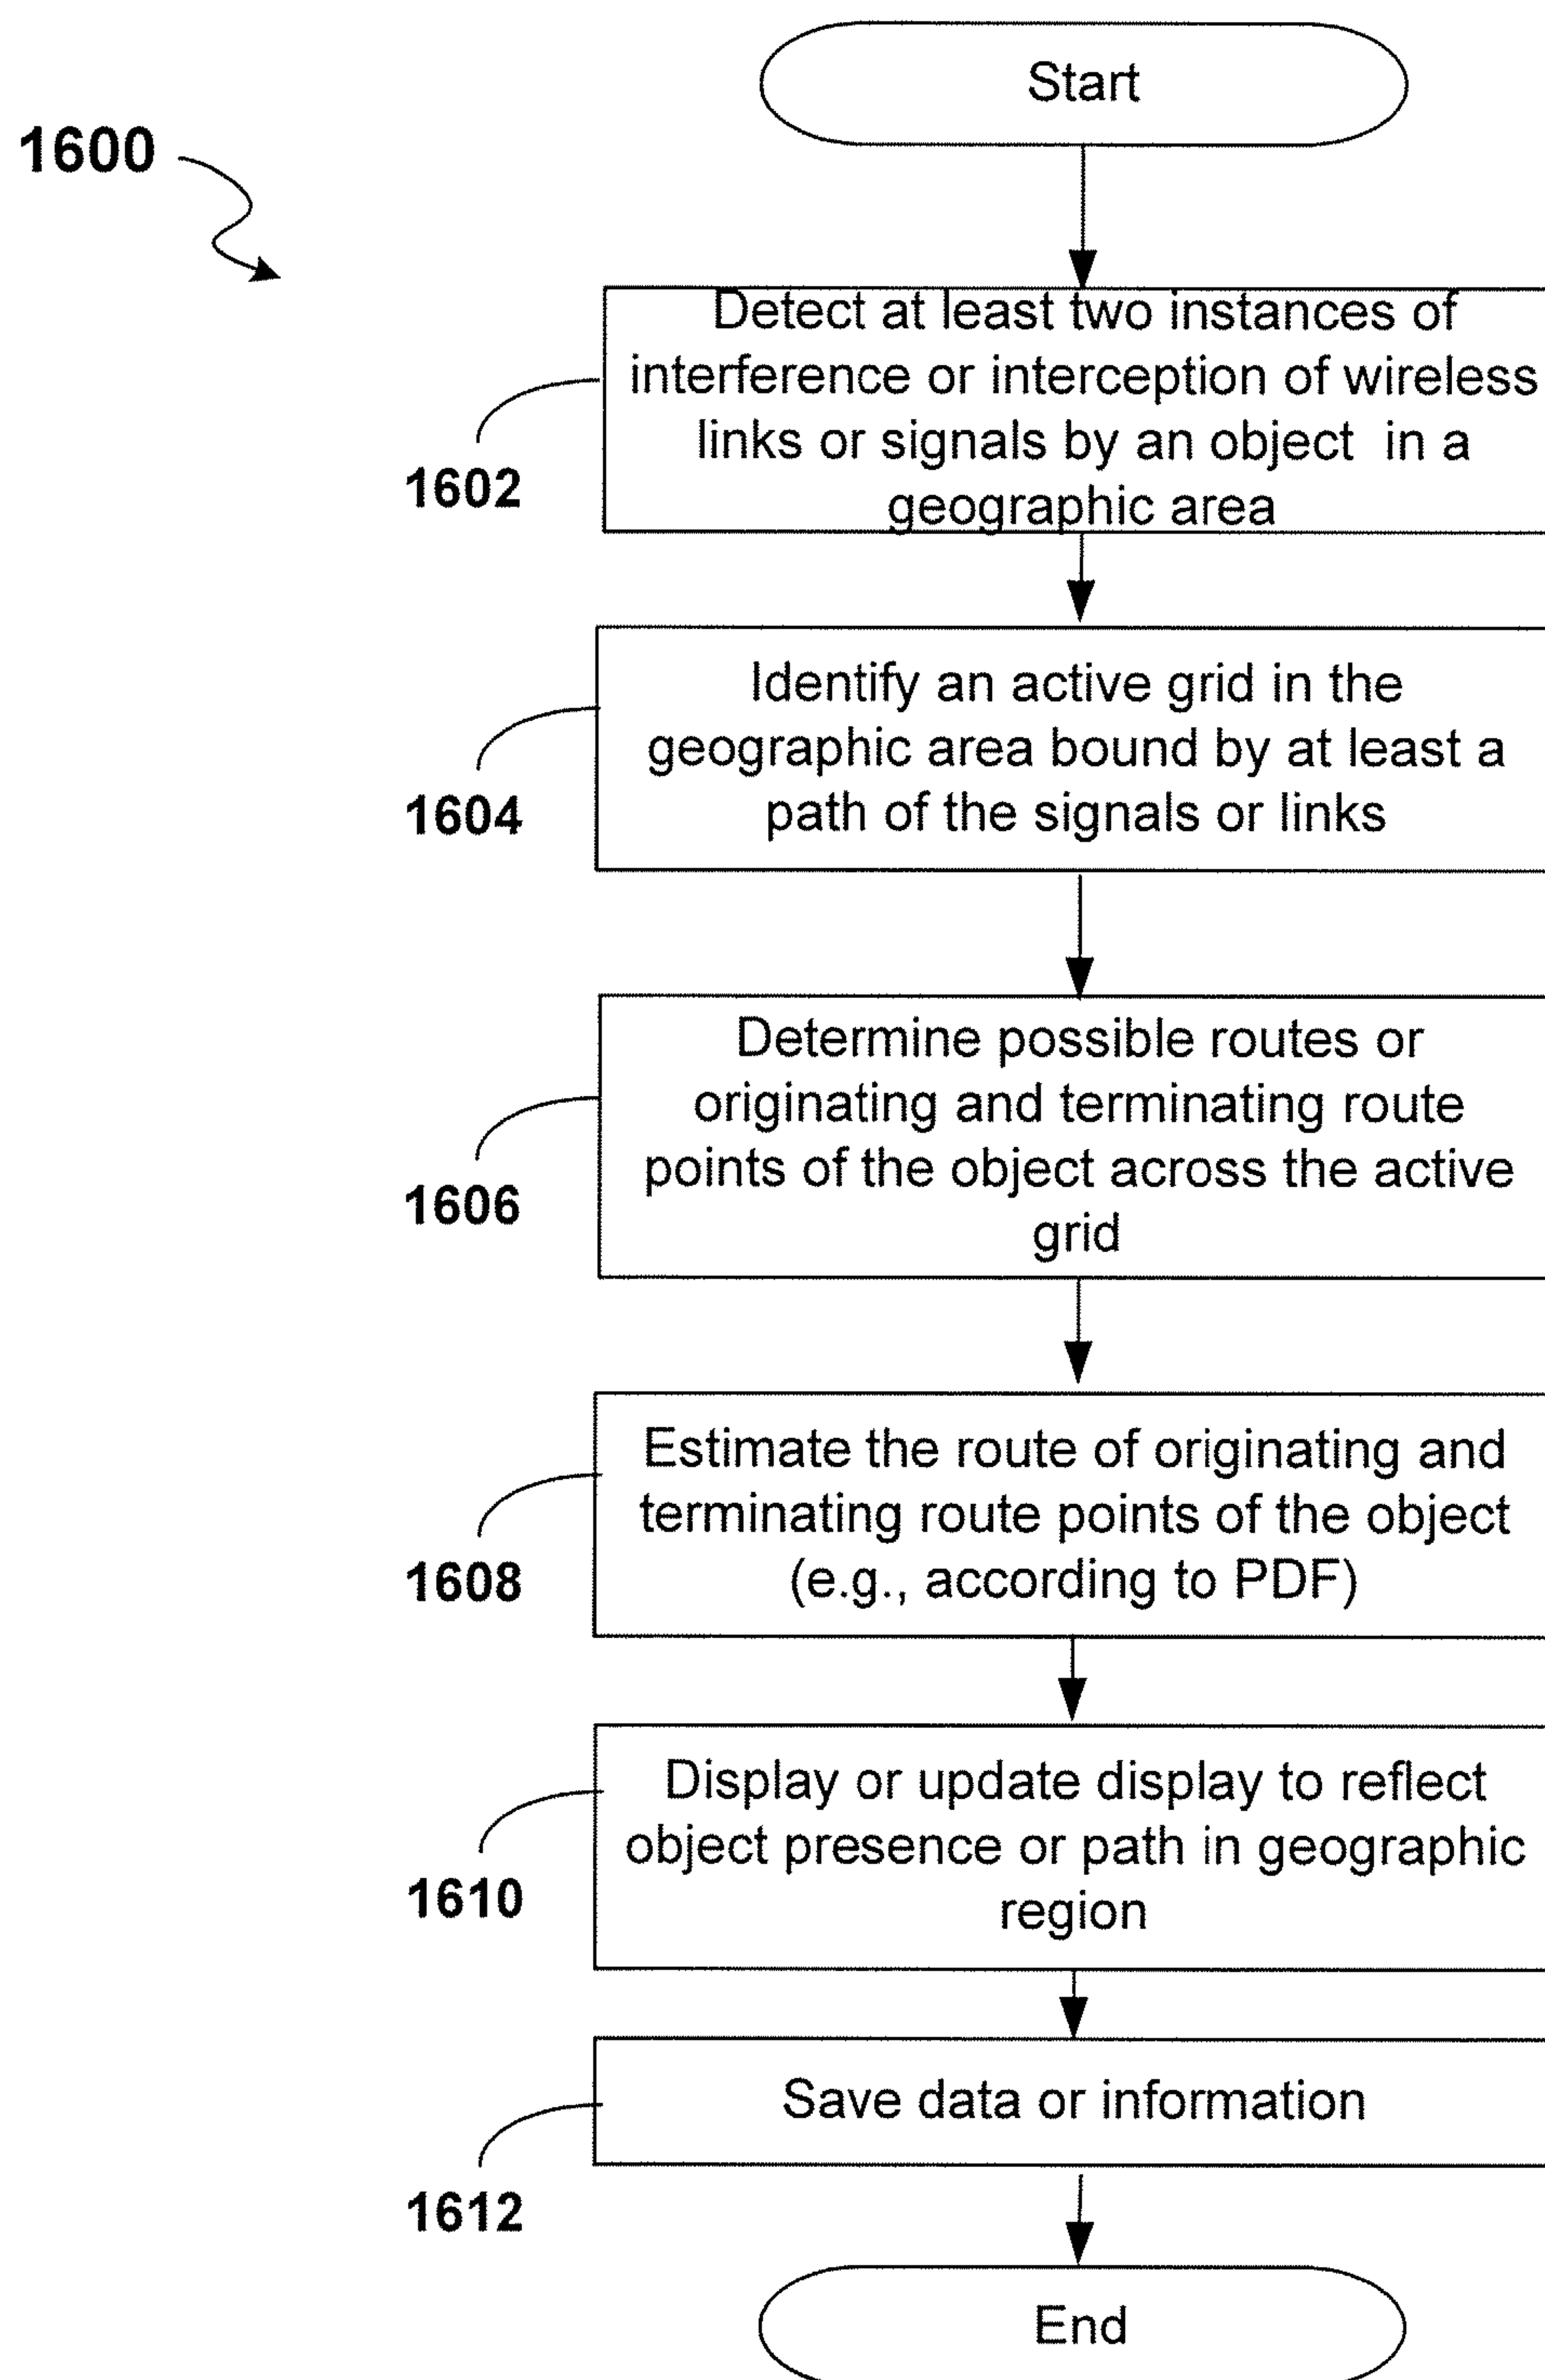 Start
1600
Detect at least two instances of
interference or interception of wireless
links or signals by an object in a
geographic area
1602
Identify an active grid in the
geographic area bound by at least a
path of the signals or links
1604
Determine possible routes or
originating and terminating route
points of the object across the active
grid
1606
Estimate the route of originating and
terminating route points of the object
(e.g., according to PDF)
1608
Display or update display to reflect
object presence or path in geographic
region
1610
Save data or information
1612
End